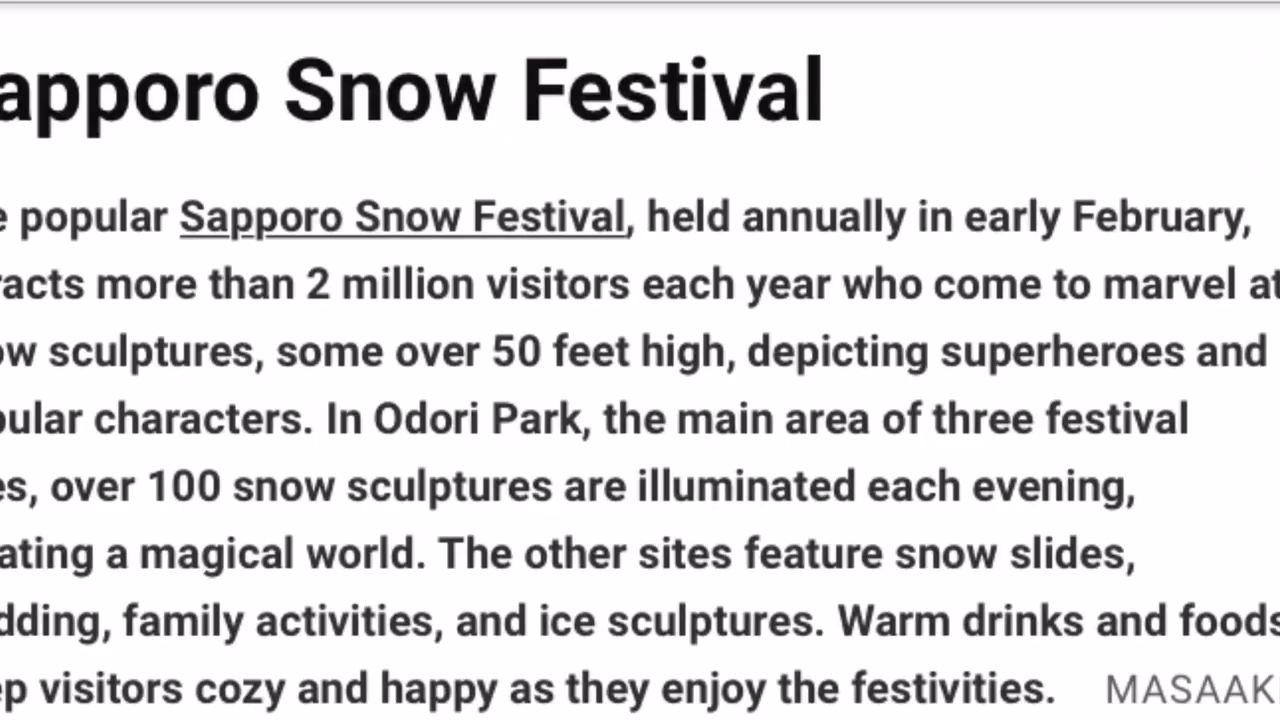 apporo Snow Festival
e popular Sapporo Snow Festival, held annually in early February,
racts more than 2 million visitors each year who come to marvel at
ow sculptures, some over 50 feet high, depicting superheroes and
pular characters. In Odori Park, the main area of three festival
es, over 100 snow sculptures are illuminated each evening,
ating a magical world. The other sites feature snow slides,
dding, family activities, and ice sculptures. Warm drinks and foods
ep visitors cozy and happy as they enjoy the festivities. MASAAKI